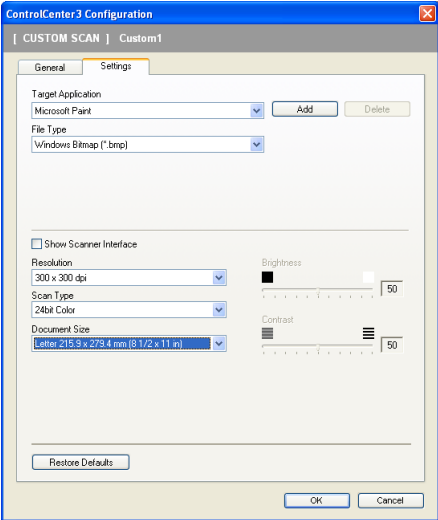 ControlCenter3 Configuration
[ CUSTOM SCAN ] Custom1
General Settings
Target Application
Microsoft Paint Add Delete
File Type
Windows Bitmap (*.bmp)
Show Scanner Interface
Resolution Brightness
300 x 300 dpi
50
Scan Type
24bit Color
Contrast
Document Size
Letter 215.9 x 279.4 mm (8 1/2 x 11 in) 50
Restore Defaults
OK Cancel